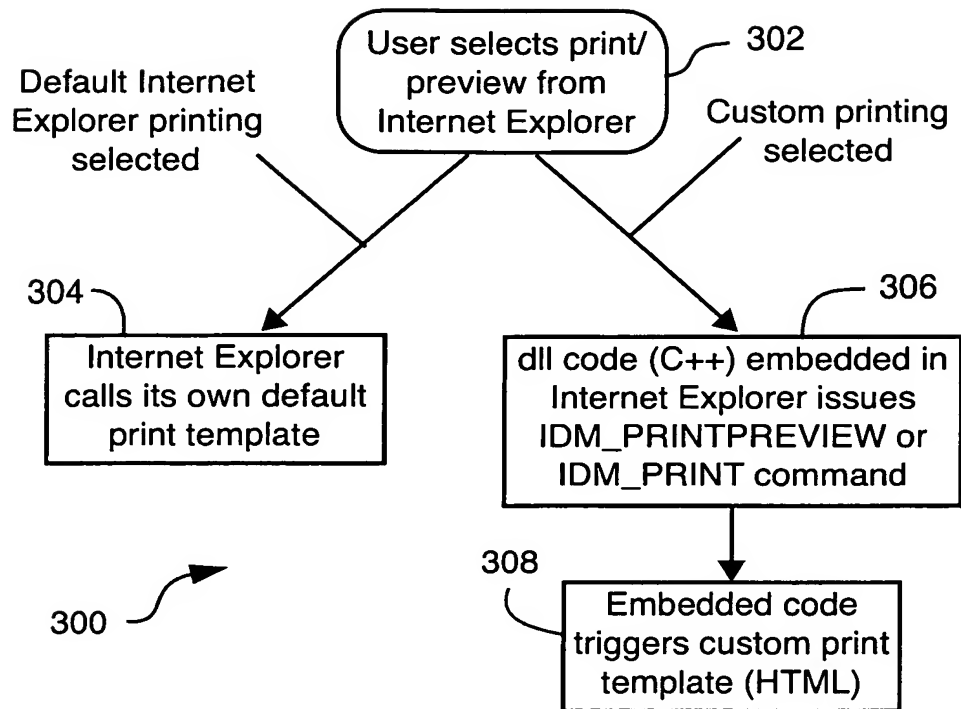 User selects print/
preview from
Internet Explorer
302
Default Internet
Explorer printing
selected
Custom printing
selected
304
Internet Explorer
calls its own default
print template
306
dll code (C++) embedded in
Internet Explorer issues
IDM_PRINTPREVIEW or
IDM_PRINT command
300
308
Embedded code
triggers custom print
template (HTML)